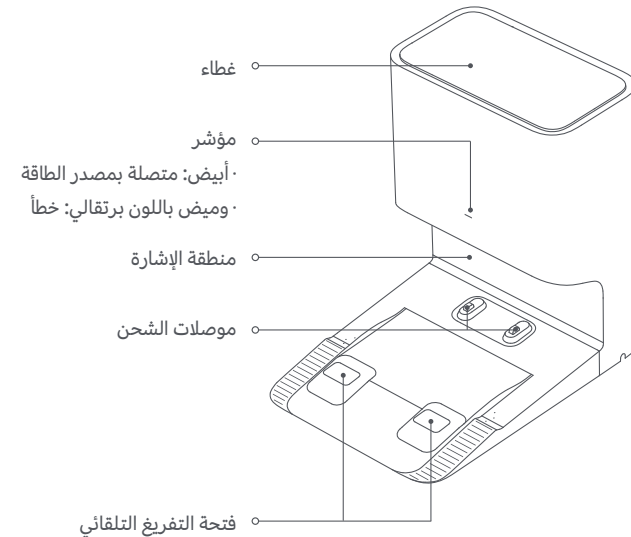 غطاء
مؤشر
· أبيض: متصلة بمصدر الطاقة
· وميض باللون برتقالي: خطأ
منطقة الإشارة
موصلات الشحن
فتحة التفريغ التلقائي